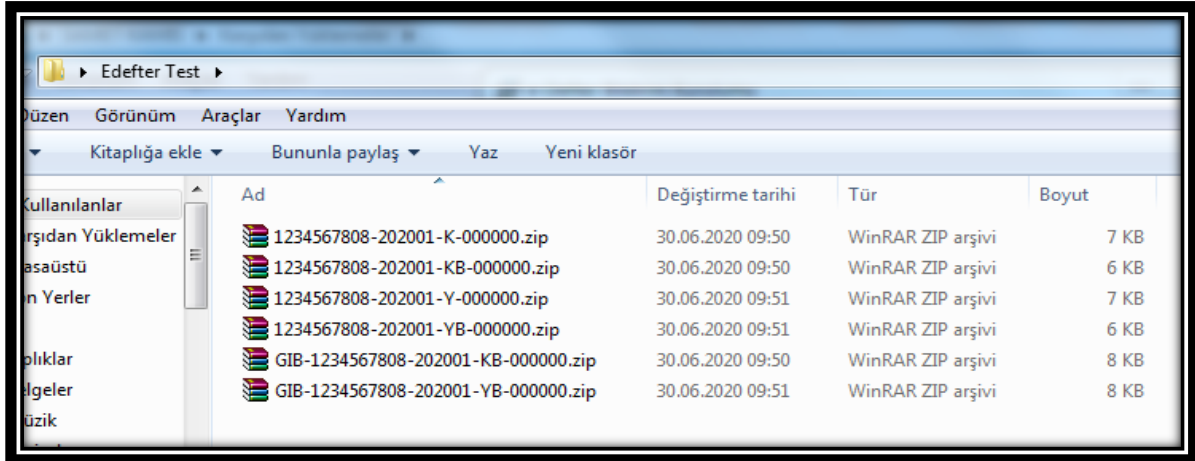 Edefter Test
Düzen Görünüm Araçlar Yardım
Kitaplığa ekle Bununla paylaş Yaz Yeni klasör
Ad Değiştirme tarihi Tür Boyut
Kullanılanlar
1234567808-202001-K-000000.zip 30.06.2020 09:50 WinRAR ZIP arşivi 7 KB
rşıdan Yüklemeler
1234567808-202001-KB-000000.zip 30.06.2020 09:50 WinRAR ZIP arşivi 6 KB
asaüstü
1234567808-202001-Y-000000.zip 30.06.2020 09:51 WinRAR ZIP arşivi 7 KB
n Yerler
1234567808-202001-YB-000000.zip 30.06.2020 09:51 WinRAR ZIP arşivi 6 KB
plıklar
GIB-1234567808-202001-KB-000000.zip 30.06.2020 09:50 WinRAR ZIP arşivi 8 KB
elgeler
GIB-1234567808-202001-YB-000000.zip 30.06.2020 09:51 WinRAR ZIP arşivi 8 KB
üzik